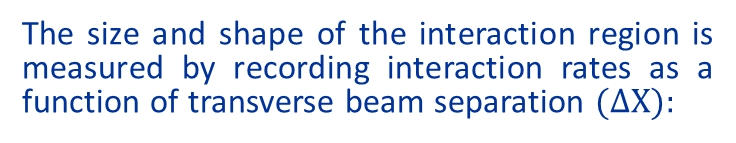 The size and shape of the interaction region is
measured by recording interaction rates as a
function of transverse beam separation (ΔX):